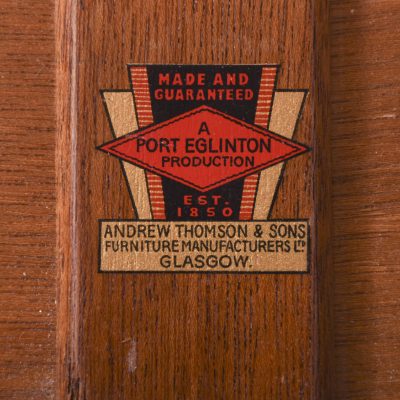 MADE AND
GUARANTEED
A
PORT EGLINTON
PRODUCTION
EST.
1850
ANDREW THOMSON & SONS
FURNITURE MANUFACTURERS LTD
GLASGOW.